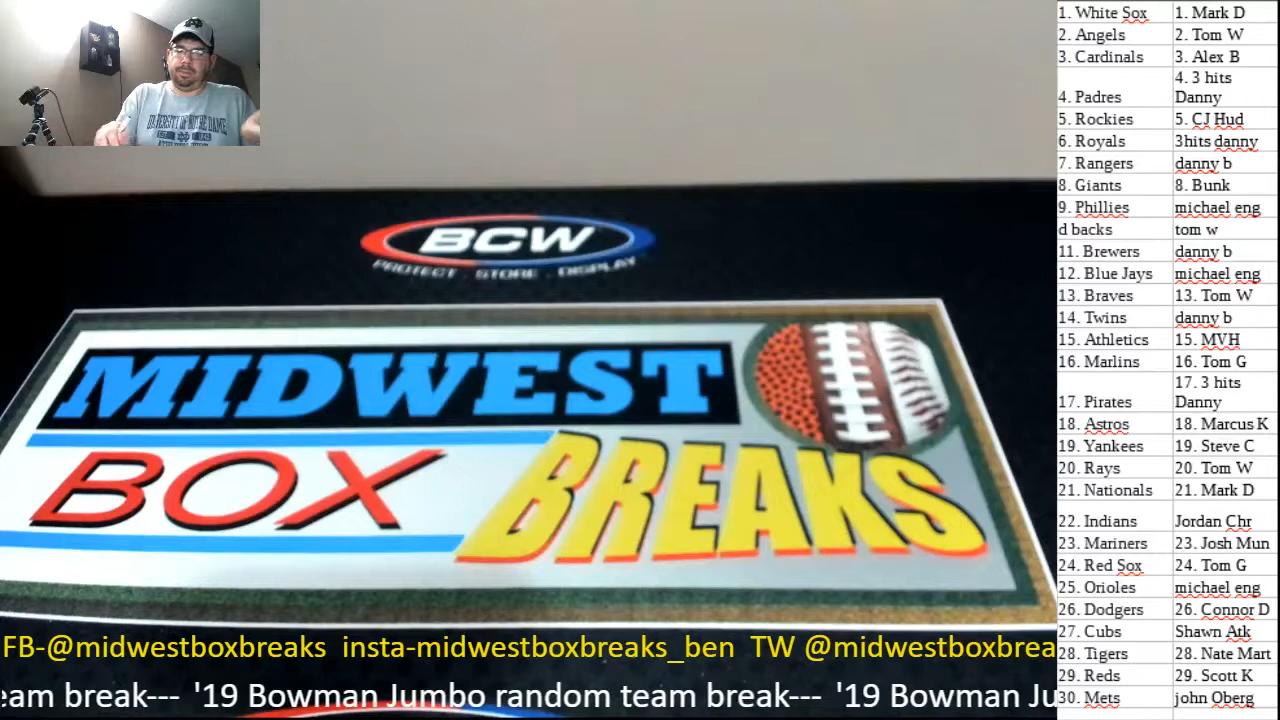 UNIVERSITY OF NOTRE DAME
BCW
PROTECT . STORE . DISPLAY
MIDWEST
BOX
BREAKS
FB-@midwestboxbreaks insta-midwestboxbreaks_ben TW @midwestboxbrea
eam break--- '19 Bowman Jumbo random team break--- '19 Bowman Ju
1. White Sox 1. Mark D
2. Angels 2. Tom W
3. Cardinals 3. Alex B
4. 3 hits
4. Padres Danny
5. Rockies 5. CJ Hud
6. Royals 3hits danny
7. Rangers danny b
8. Giants 8. Bunk
9. Phillies michael eng
d backs tom w
11. Brewers danny b
12. Blue Jays michael eng
13. Braves 13. Tom W
14. Twins danny b
15. Athletics 15. MVH
16. Marlins 16. Tom G
17. 3 hits
17. Pirates Danny
18. Astros 18. Marcus K
19. Yankees 19. Steve C
20. Rays 20. Tom W
21. Nationals 21. Mark D
22. Indians Jordan Chr
23. Mariners 23. Josh Mun
24. Red Sox 24. Tom G
25. Orioles michael eng
26. Dodgers 26. Connor D
27. Cubs Shawn Atk
28. Tigers 28. Nate Mart
29. Reds 29. Scott K
30. Mets john Oberg